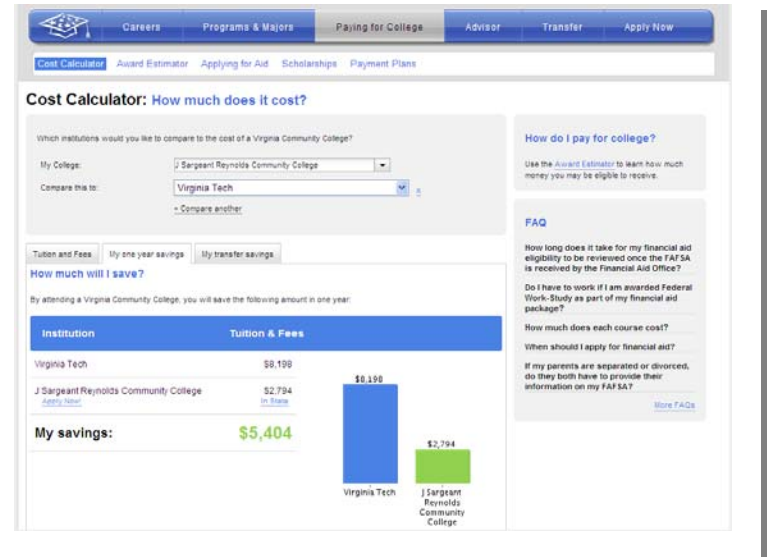 Careers Programs & Majors Paying for College Advisor Transfer Apply Now
Cost Calculator Award Estimator Applying for Aid Scholarships Payment Plans
Cost Calculator: How much does it cost?
Which institutions would you like to compare to the cost of a Virginia Community College?
My College: J Sargeant Reynolds Community College
Compare this to: Virginia Tech x
+ Compare another
Tuition and Fees My one year savings My transfer savings
How much will I save?
By attending a Virginia Community College, you will save the following amount in one year:
Institution Tuition & Fees
Virginia Tech $8,198
J Sargeant Reynolds Community College $2,794
Apply Now! In State
My savings: $5,404
$8,198
$2,794
Virginia Tech
J Sargeant
Reynolds
Community
College
How do I pay for college?
Use the Award Estimator to learn how much
money you may be eligible to receive.
FAQ
How long does it take for my financial aid
eligibility to be reviewed once the FAFSA
is received by the Financial Aid Office?
Do I have to work if I am awarded Federal
Work-Study as part of my financial aid
package?
How much does each course cost?
When should I apply for financial aid?
If my parents are separated or divorced,
do they both have to provide their
information on my FAFSA?
More FAQs